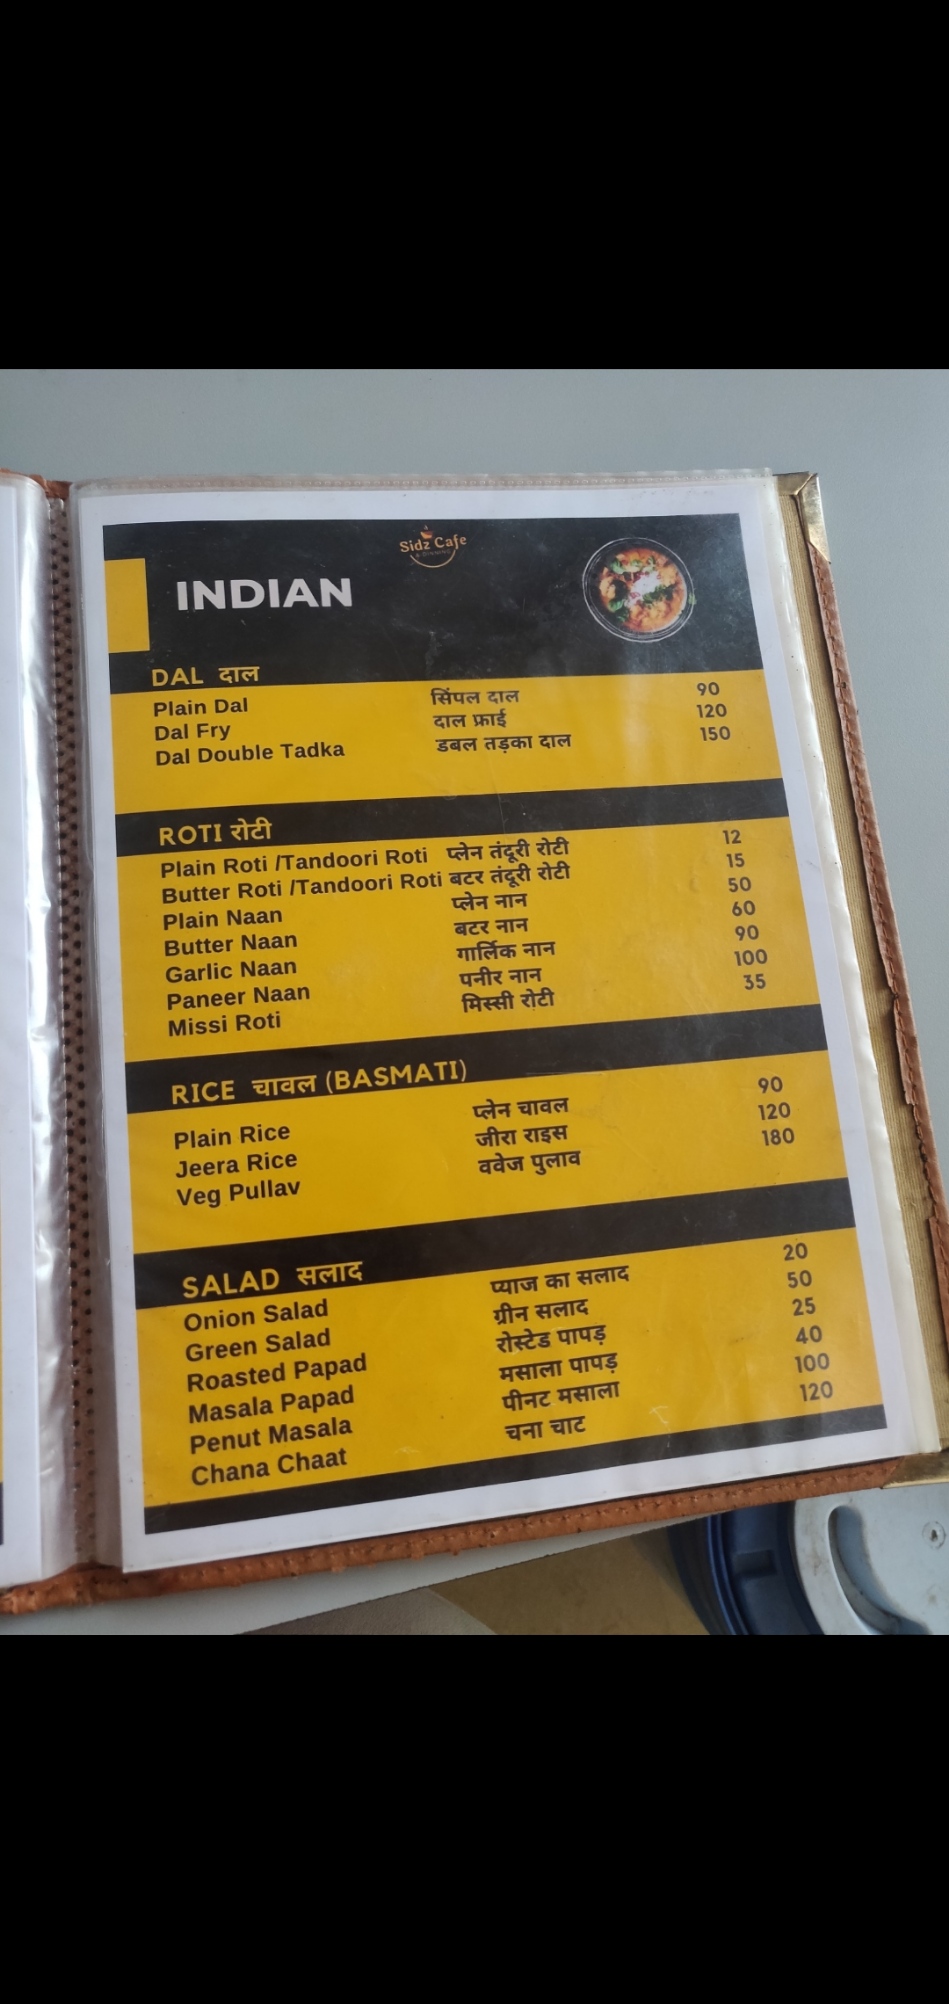 Sidz Cafe
& DINNING
INDIAN
DAL दाल
Plain Dal सिंपल दाल 90
Dal Fry दाल फ्राई 120
Dal Double Tadka डबल तड़का दाल 150
ROTI रोटी
Plain Roti /Tandoori Roti प्लेन तंदूरी रोटी 12
Butter Roti /Tandoori Roti बटर तंदूरी रोटी 15
Plain Naan प्लेन नान 50
Butter Naan बटर नान 60
Garlic Naan गार्लिक नान 90
Paneer Naan पनीर नान 100
Missi Roti मिस्सी रोटी 35
RICE चावल (BASMATI)
Plain Rice प्लेन चावल 90
Jeera Rice जीरा राइस 120
Veg Pullav ववेज पुलाव 180
SALAD सलाद
Onion Salad प्याज का सलाद 20
Green Salad ग्रीन सलाद 50
Roasted Papad रोस्टेड पापड़ 25
Masala Papad मसाला पापड़ 40
Penut Masala पीनट मसाला 100
Chana Chaat चना चाट 120